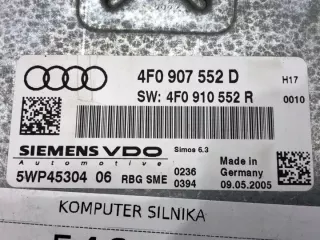 4F0 907 552 D
H17
SW: 4F0 910 552 R
0010
SIEMENS VDO
Automotive
Simos 6.3
Made in
Germany
5WP45304 06
RBG SME
0236
0394
09.05.2005
KOMPUTER SILNIKA